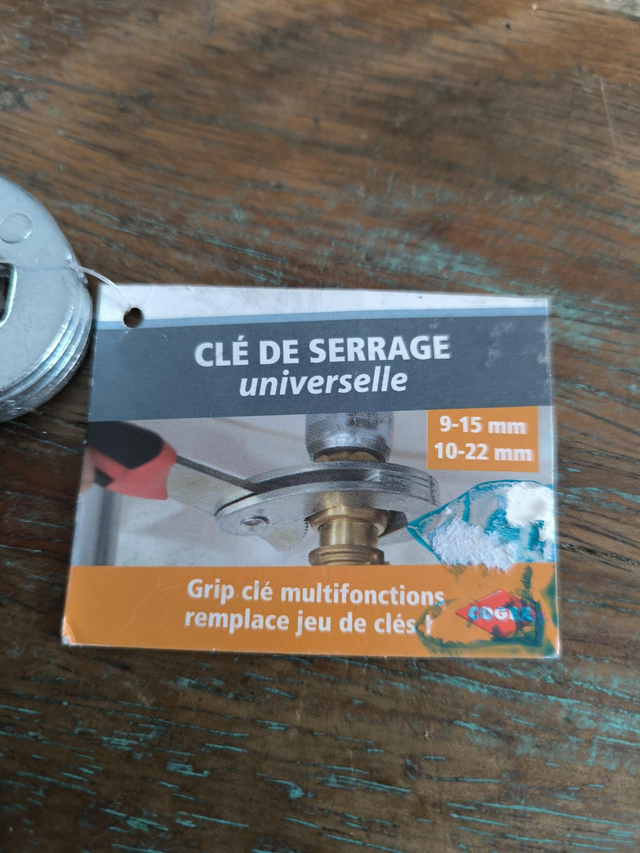 CLÉ DE SERRAGE
universelle
9-15 mm
10-22 mm
Grip clé multifonctions
remplace jeu de clés !